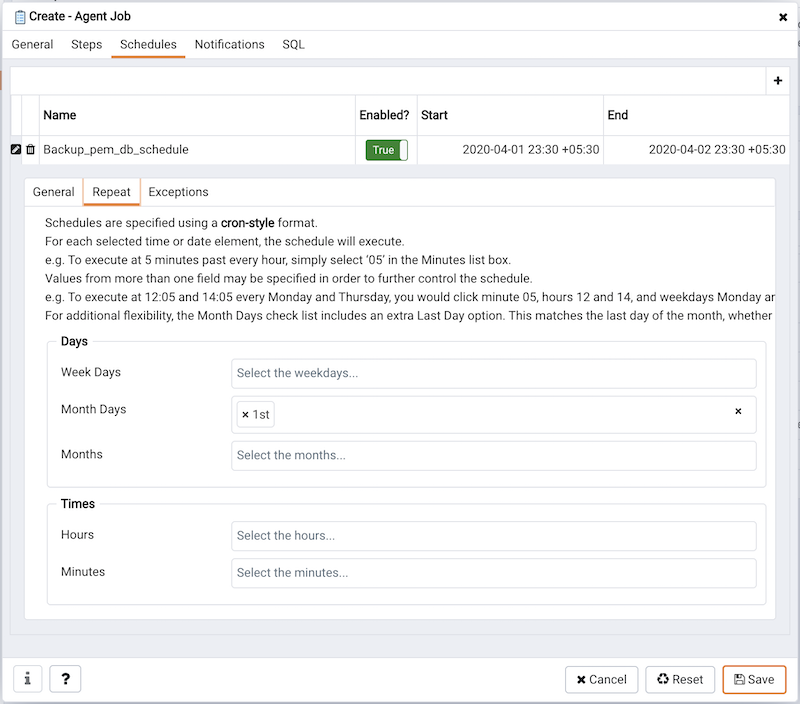 Create - Agent Job
General Steps Schedules Notifications SQL
Name Enabled? Start End
Backup_pem_db_schedule True 2020-04-01 23:30 +05:30 2020-04-02 23:30 +05:30
General Repeat Exceptions
Schedules are specified using a cron-style format.
For each selected time or date element, the schedule will execute.
e.g. To execute at 5 minutes past every hour, simply select ‘05’ in the Minutes list box.
Values from more than one field may be specified in order to further control the schedule.
e.g. To execute at 12:05 and 14:05 every Monday and Thursday, you would click minute 05, hours 12 and 14, and weekdays Monday ar
For additional flexibility, the Month Days check list includes an extra Last Day option. This matches the last day of the month, whether
Days
Week Days Select the weekdays...
Month Days × 1st
Months Select the months...
Times
Hours Select the hours...
Minutes Select the minutes...
i ? Cancel Reset Save